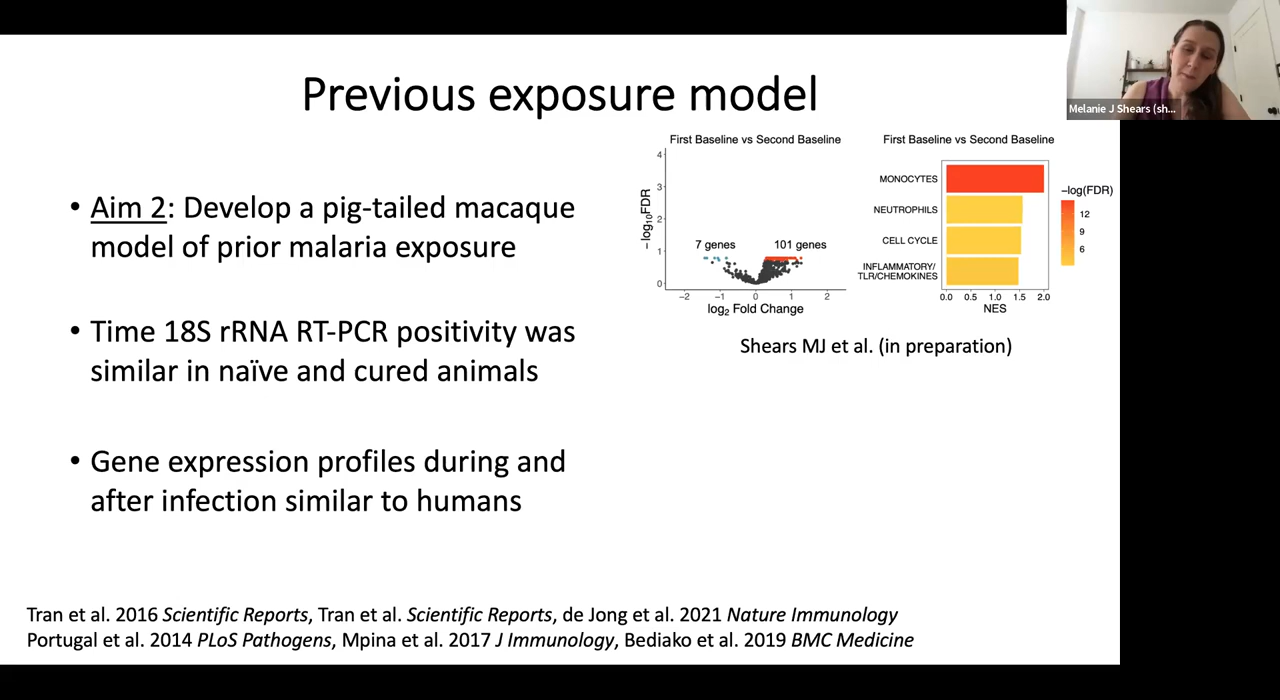 Previous exposure model
Melanie J Shears (sh...
• Aim 2: Develop a pig-tailed macaque
model of prior malaria exposure
• Time 18S rRNA RT-PCR positivity was
similar in naïve and cured animals
• Gene expression profiles during and
after infection similar to humans
First Baseline vs Second Baseline
4
3
2
1
0
−log10FDR
7 genes
101 genes
−2 −1 0 1 2
log2 Fold Change
First Baseline vs Second Baseline
MONOCYTES
NEUTROPHILS
CELL CYCLE
INFLAMMATORY/
TLR/CHEMOKINES
0.0 0.5 1.0 1.5 2.0
NES
−log(FDR)
12
9
6
Shears MJ et al. (in preparation)
Tran et al. 2016 Scientific Reports, Tran et al. Scientific Reports, de Jong et al. 2021 Nature Immunology
Portugal et al. 2014 PLoS Pathogens, Mpina et al. 2017 J Immunology, Bediako et al. 2019 BMC Medicine